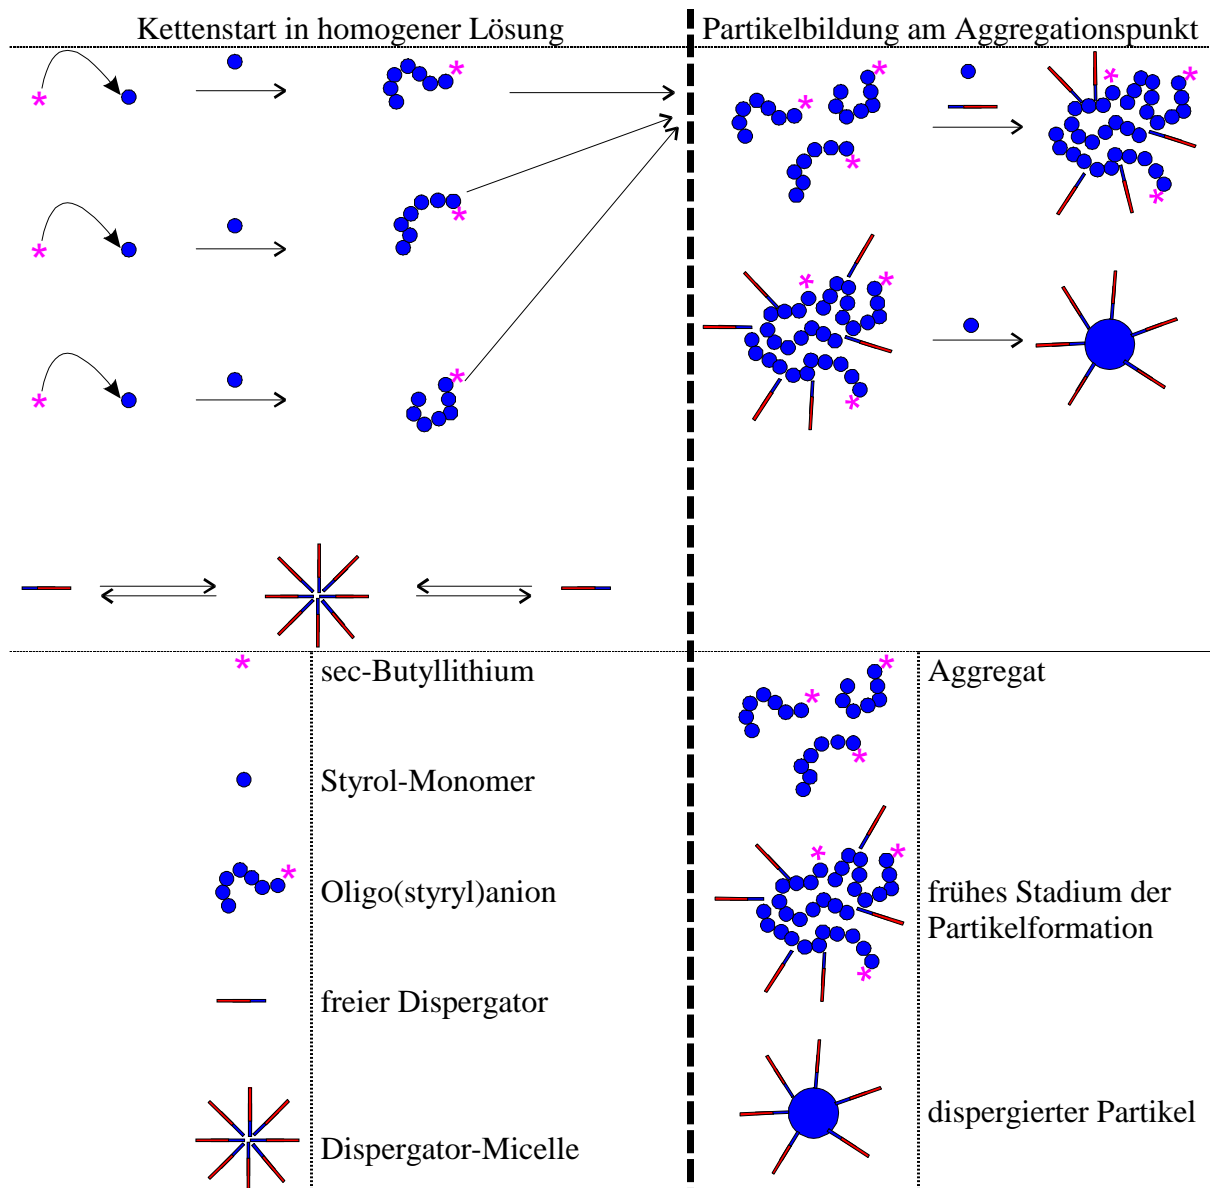 Kettenstart in homogener Lösung
Partikelbildung am Aggregationspunkt
sec-Butyllithium
Styrol-Monomer
Oligo(styryl)anion
freier Dispergator
Dispergator-Micelle
Aggregat
frühes Stadium der
Partikelformation
dispergierter Partikel